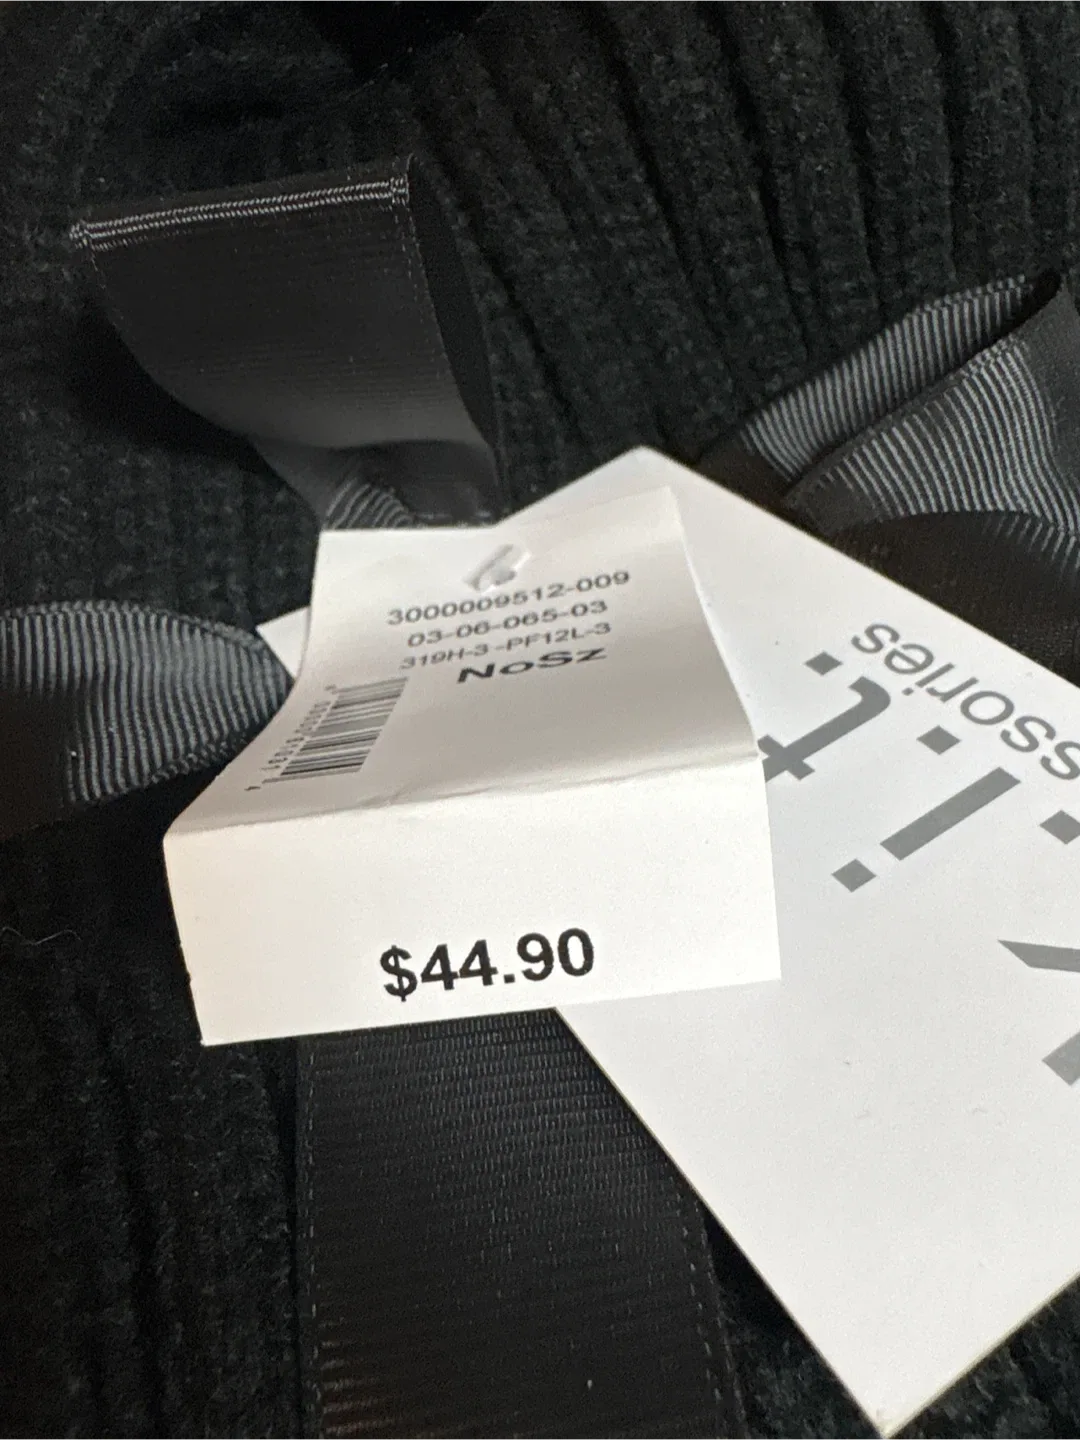 3000009512-009
03-06-065-03
319H-3-PF12L-3
NoSz
$44.90
k.i.t.
ssories